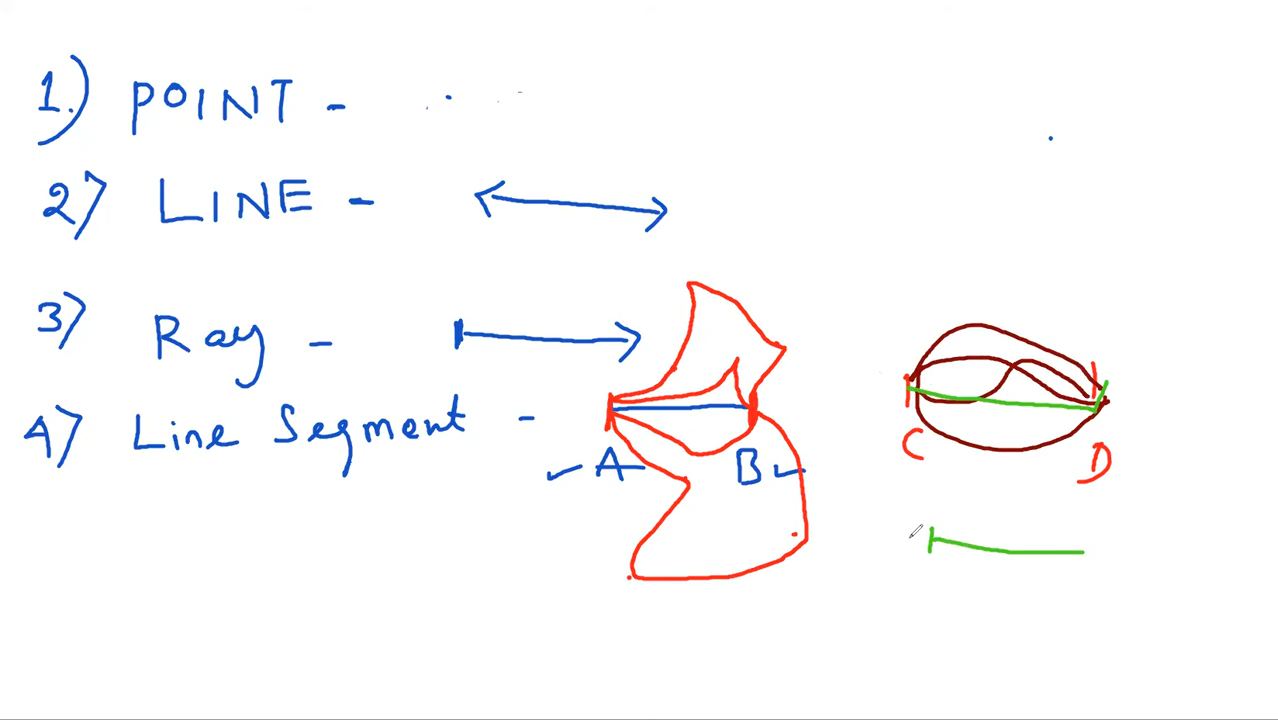 1.) POINT -
2) LINE -
3) Ray -
4) Line Segment -
A B
C D